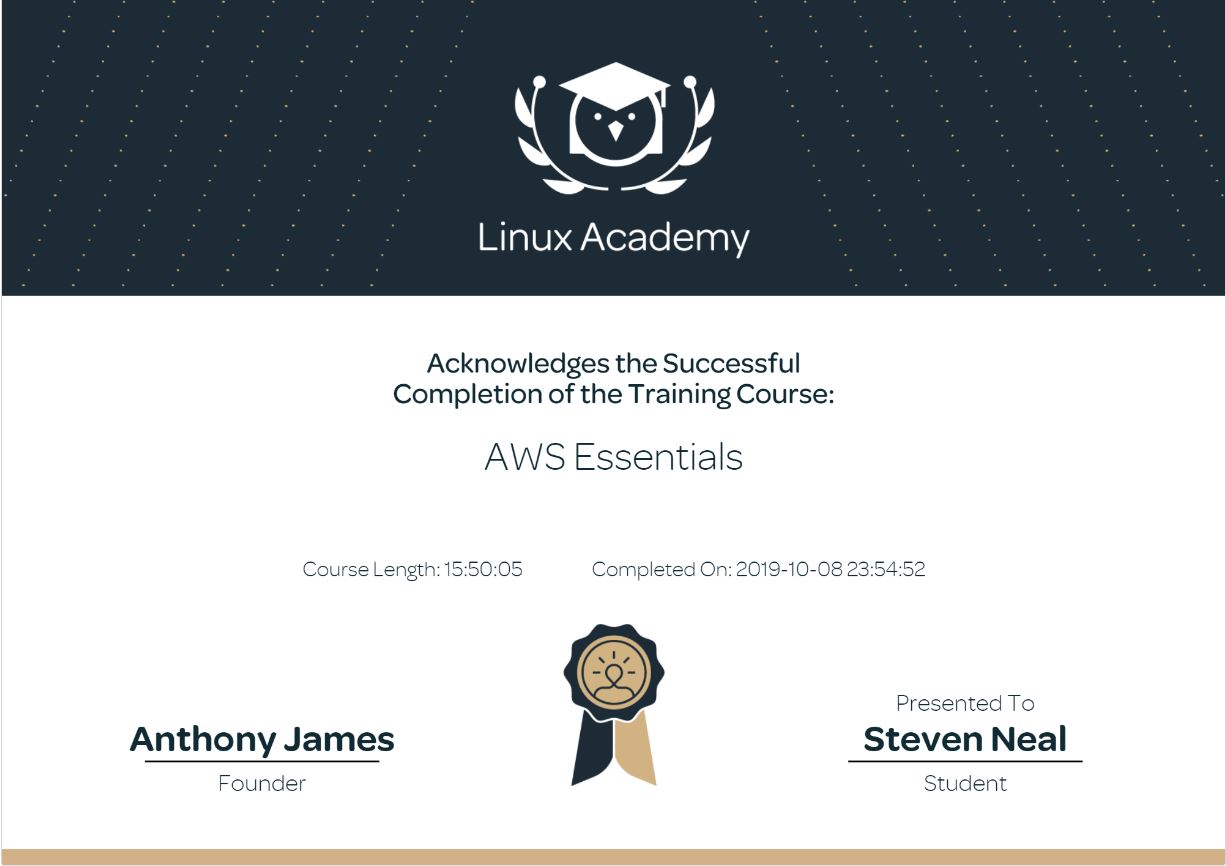 Linux Academy
Acknowledges the Successful
Completion of the Training Course:
AWS Essentials
Course Length: 15:50:05
Completed On: 2019-10-08 23:54:52
Anthony James
Founder
Presented To
Steven Neal
Student